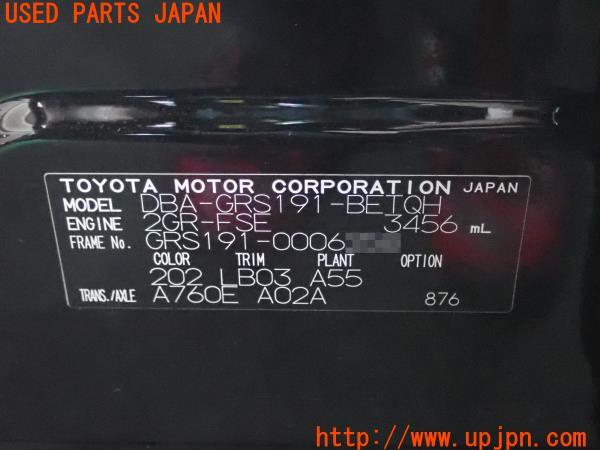 USED PARTS JAPAN
TOYOTA MOTOR CORPORATION JAPAN
MODEL DBA-GRS191-BETQH
ENGINE 2GR-FSE 3456 mL
FRAME No. GRS191-0006
COLOR TRIM PLANT OPTION
202 LB03 A55
TRANS./AXLE A760E A02A 876
http://www.upjpn.com